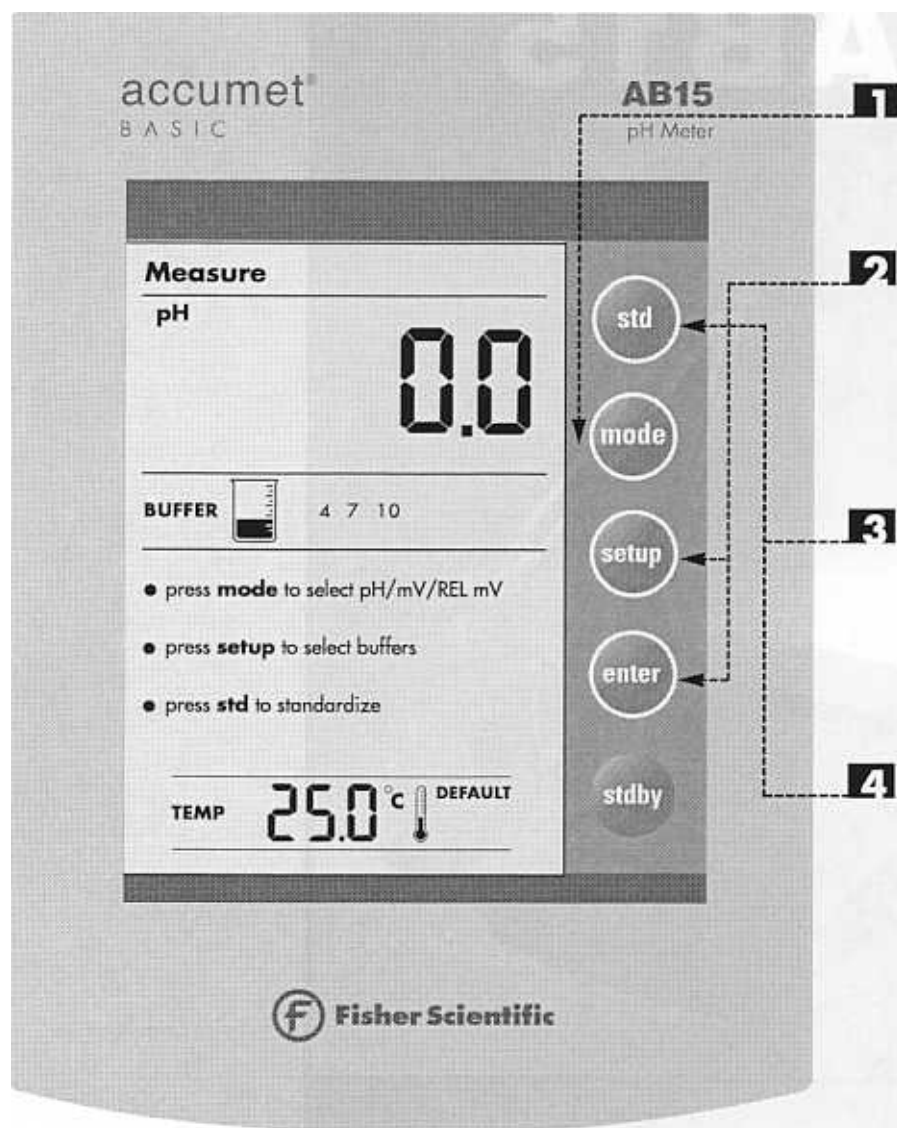 accumet®
BASIC
AB15
pH Meter
1
Measure
pH
0.0
2
std
mode
BUFFER 4 7 10
3
setup
• press mode to select pH/mV/REL mV
• press setup to select buffers
enter
• press std to standardize
TEMP 25.0°C DEFAULT
stdby
4
Fisher Scientific